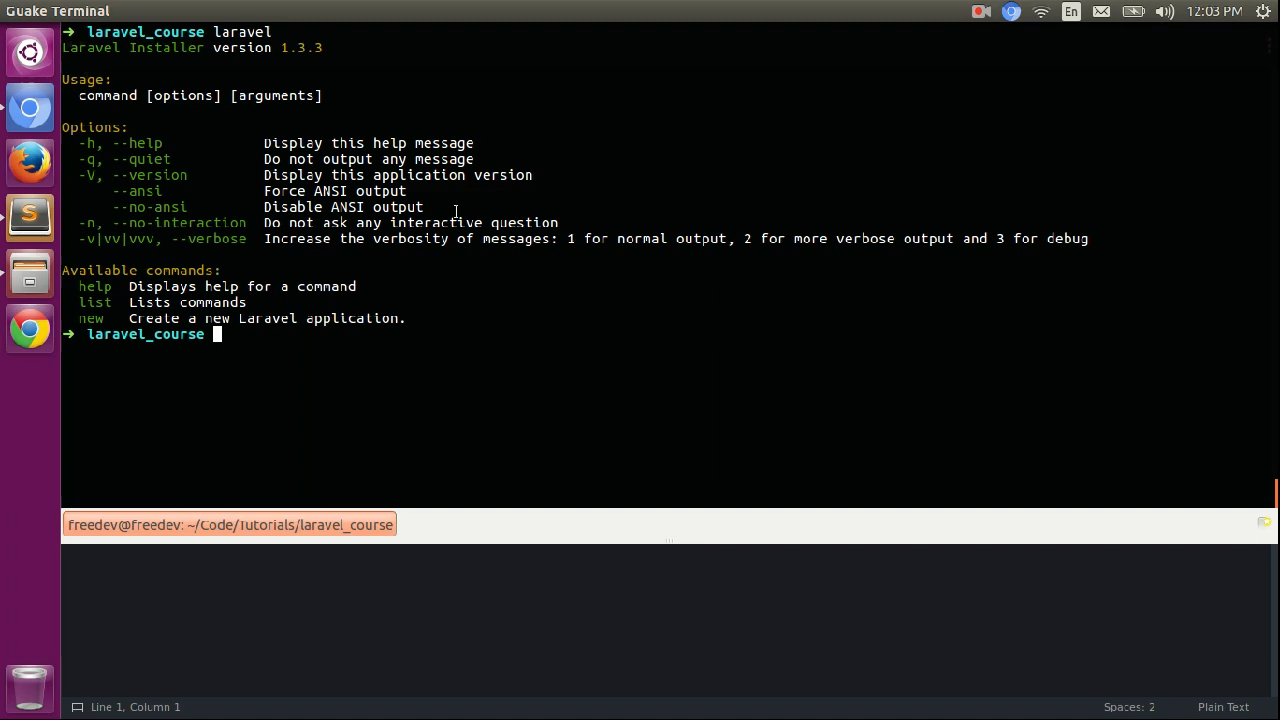 Guake Terminal
En
12:03 PM
➜ laravel_course laravel
Laravel Installer version 1.3.3
Usage:
command [options] [arguments]
Options:
-h, --help Display this help message
-q, --quiet Do not output any message
-V, --version Display this application version
--ansi Force ANSI output
--no-ansi Disable ANSI output
-n, --no-interaction Do not ask any interactive question
-v|vv|vvv, --verbose Increase the verbosity of messages: 1 for normal output, 2 for more verbose output and 3 for debug
Available commands:
help Displays help for a command
list Lists commands
new Create a new Laravel application.
➜ laravel_course
freedev@freedev: ~/Code/Tutorials/laravel_course
Line 1, Column 1
Spaces: 2
Plain Text